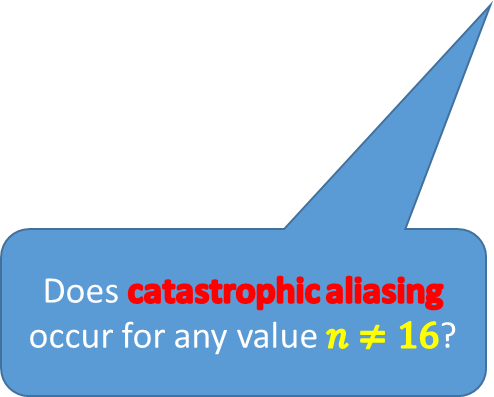 Does catastrophic aliasing
occur for any value n ≠ 16?